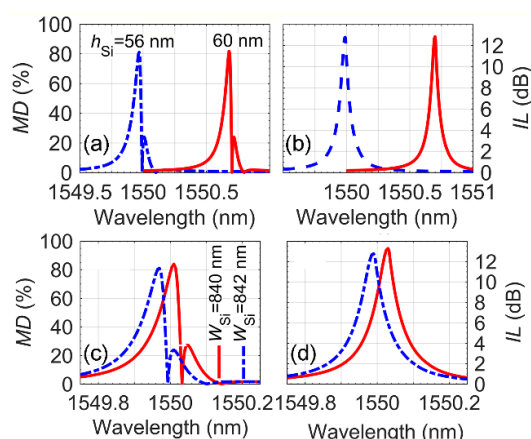 h_Si=56 nm 60 nm
MD (%)
100
80
60
40
20
0
(a)
1549.5 1550 1550.5
Wavelength (nm)
(b)
12
10
8
6
4
2
0
IL (dB)
1550 1550.5 1551
Wavelength (nm)
MD (%)
100
80
60
40
20
0
(c)
W_Si=840 nm
W_Si=842 nm
1549.8 1550 1550.2
Wavelength (nm)
(d)
12
10
8
6
4
2
0
IL (dB)
1549.8 1550 1550.2
Wavelength (nm)